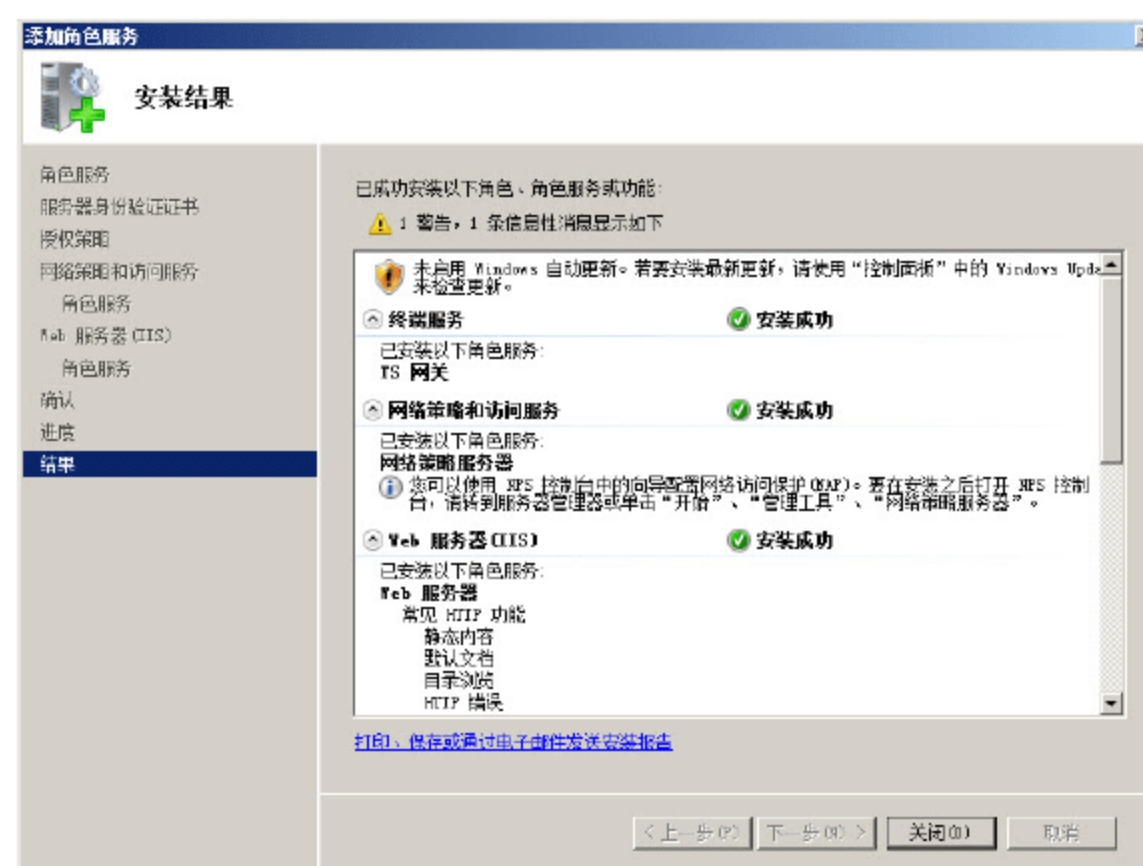 添加角色服务
安装结果
角色服务
服务器身份验证证书
授权策略
网络策略和访问服务
角色服务
Web 服务器(IIS)
角色服务
确认
进度
结果
已成功安装以下角色、角色服务或功能:
1 警告，1 条信息性消息显示如下
未启用 Windows 自动更新。若要安装最新更新，请使用“控制面板”中的 Windows Upda
来检查更新。
终端服务 安装成功
已安装以下角色服务:
TS 网关
网络策略和访问服务 安装成功
已安装以下角色服务:
网络策略服务器
您可以使用 NPS 控制台中的向导配置网络访问保护(NAP)。要在安装之后打开 NPS 控制
台，请转到服务器管理器或单击“开始”、“管理工具”、“网络策略服务器”。
Web 服务器(IIS) 安装成功
已安装以下角色服务:
Web 服务器
常见 HTTP 功能
静态内容
默认文档
目录浏览
HTTP 错误
打印、保存或通过电子邮件发送安装报告
< 上一步(P) 下一步(N) > 关闭(O) 取消